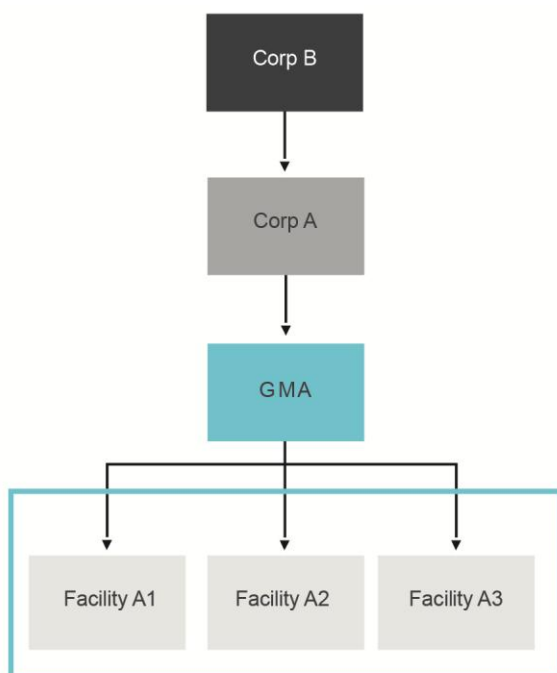 Corp B
Corp A
GMA
Facility A1
Facility A2
Facility A3